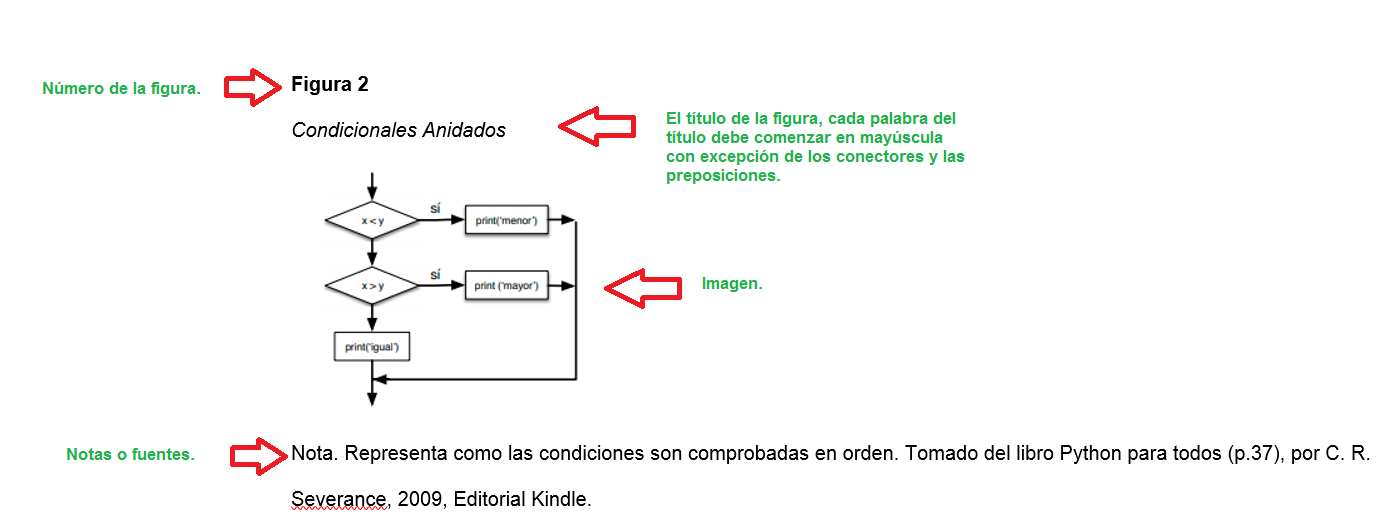 Número de la figura.
Figura 2
Condicionales Anidados
El título de la figura, cada palabra del
título debe comenzar en mayúscula
con excepción de los conectores y las
preposiciones.
x < y
sí
print('menor')
x > y
sí
print ('mayor')
Imagen.
print('igual')
Notas o fuentes.
Nota. Representa como las condiciones son comprobadas en orden. Tomado del libro Python para todos (p.37), por C. R.
Severance, 2009, Editorial Kindle.